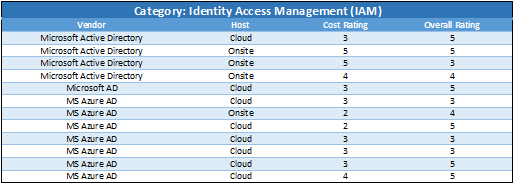 Category: Identity Access Management (IAM)
Vendor Host Cost Rating Overall Rating
Microsoft Active Directory Cloud 3 5
Microsoft Active Directory Onsite 5 5
Microsoft Active Directory Onsite 5 3
Microsoft Active Directory Onsite 4 4
Microsoft AD Cloud 3 5
MS Azure AD Cloud 3 3
MS Azure AD Onsite 2 4
MS Azure AD Cloud 2 5
MS Azure AD Cloud 3 3
MS Azure AD Cloud 3 3
MS Azure AD Cloud 3 5
MS Azure AD Cloud 4 5